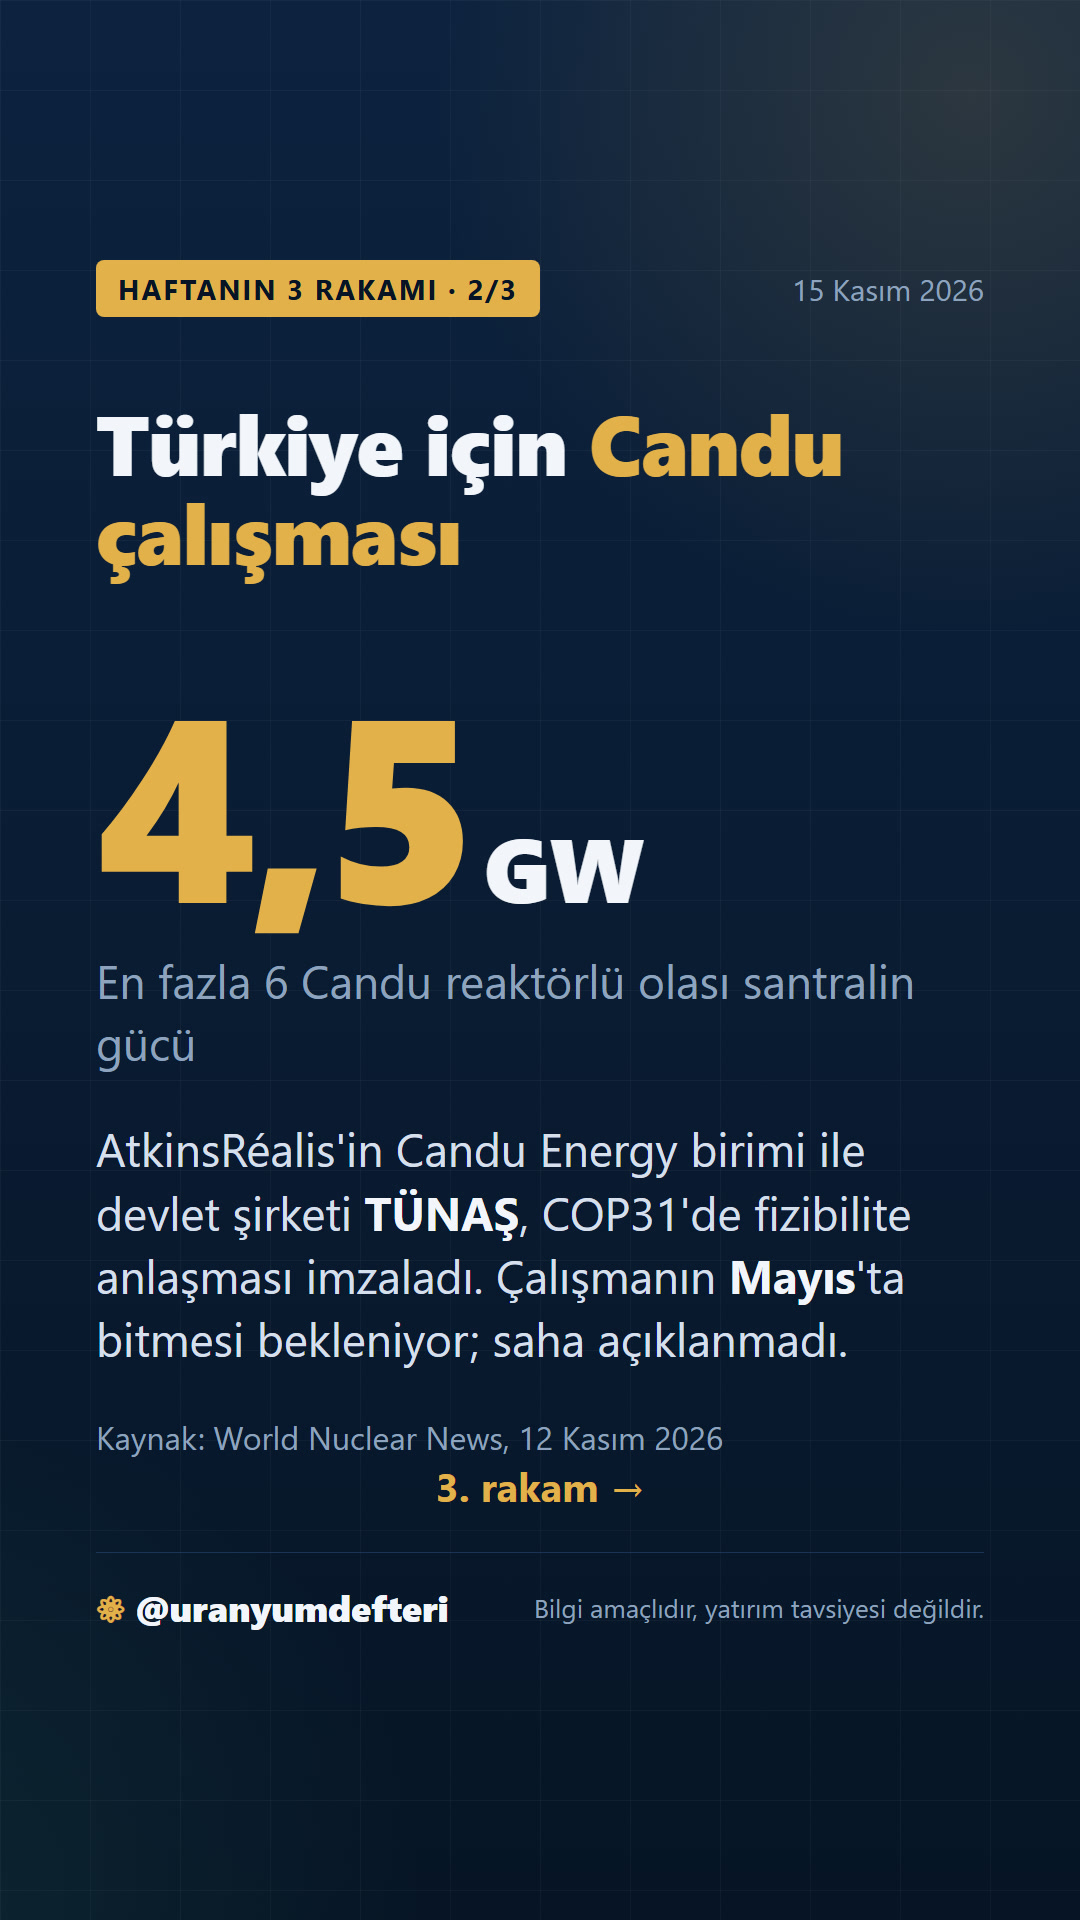 HAFTANIN 3 RAKAMI · 2/3
15 Kasım 2026
Türkiye için Candu
çalışması
4,5 GW
En fazla 6 Candu reaktörlü olası santralin
gücü
AtkinsRéalis'in Candu Energy birimi ile
devlet şirketi TÜNAŞ, COP31'de fizibilite
anlaşması imzaladı. Çalışmanın Mayıs'ta
bitmesi bekleniyor; saha açıklanmadı.
Kaynak: World Nuclear News, 12 Kasım 2026
3. rakam →
@uranyumdefteri
Bilgi amaçlıdır, yatırım tavsiyesi değildir.